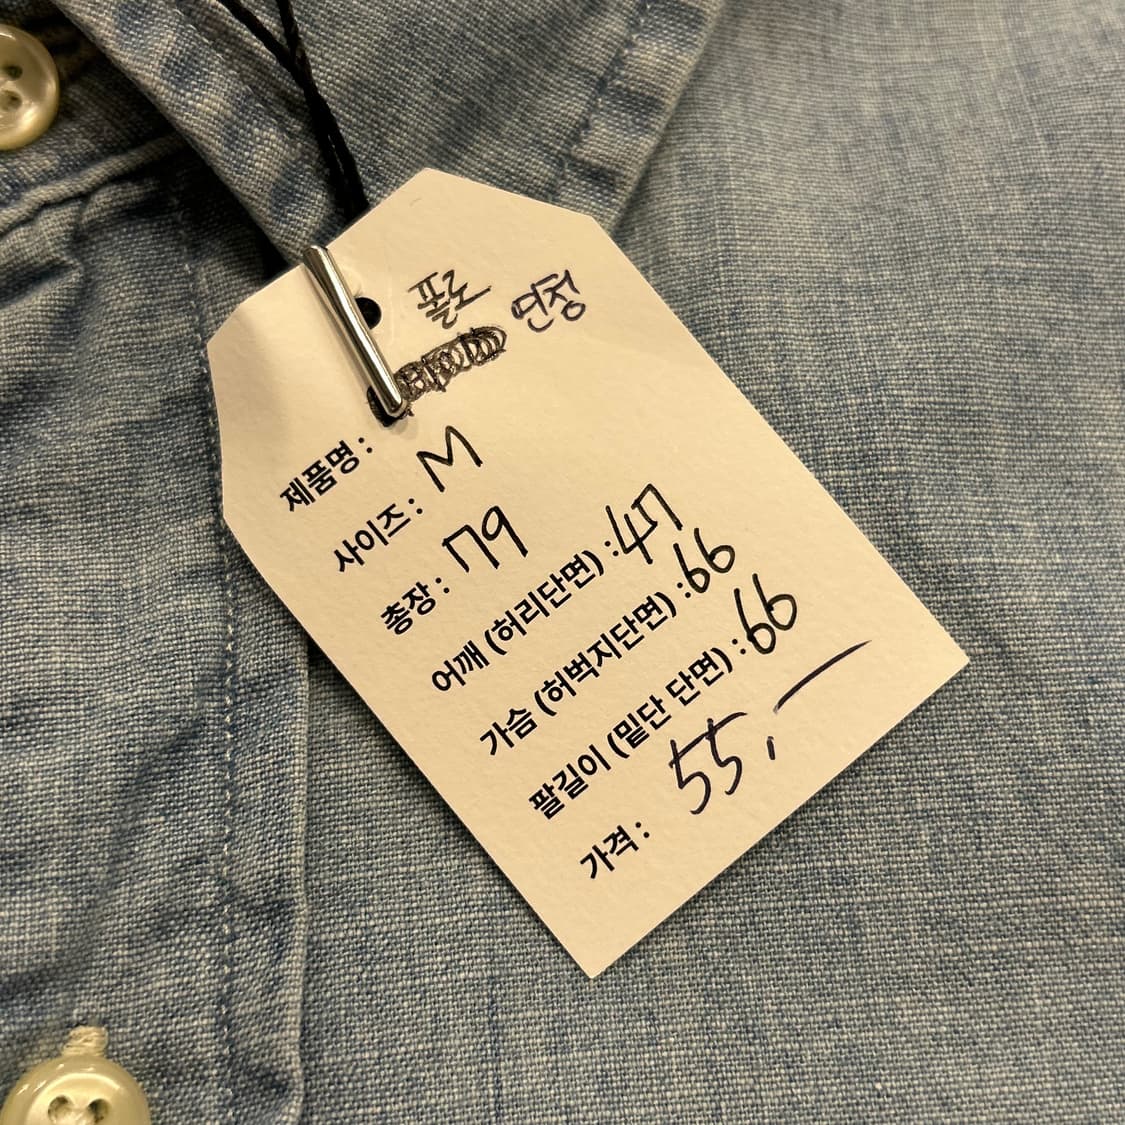 폴로 연청
제품명 :
사이즈 : M
총장 : 79
어깨 (허리단면) : 47
가슴 (허벅지단면) : 66
팔길이 (밑단 단면) : 66
가격 : 55,—